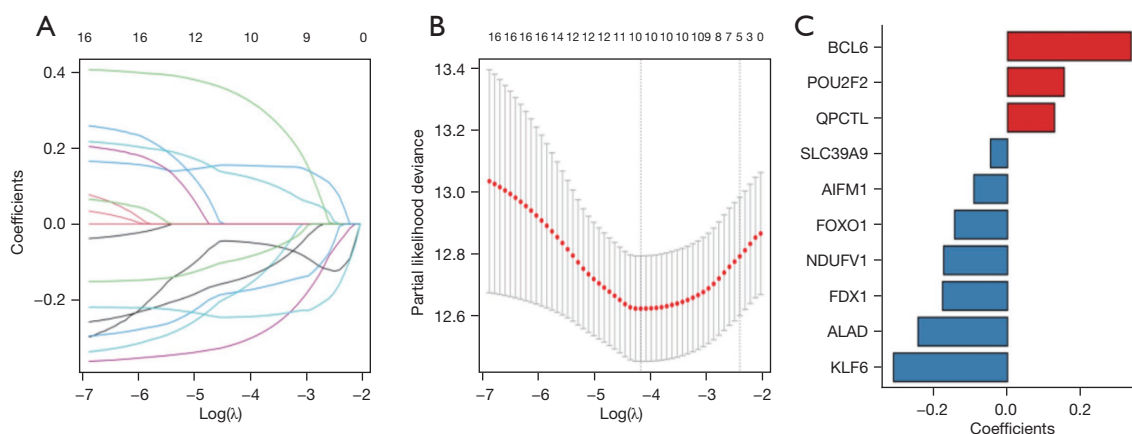 A
16 16 12 10 9 0
0.4
0.2
0.0
−0.2
Coefficients
−7 −6 −5 −4 −3 −2
Log(λ)
B
16 16 16 16 14 12 12 12 11 10 10 10 10 10 109 8 7 5 3 0
13.4
13.2
13.0
12.8
12.6
Partial likelihood deviance
−7 −6 −5 −4 −3 −2
Log(λ)
C
BCL6
POU2F2
QPCTL
SLC39A9
AIFM1
FOXO1
NDUFV1
FDX1
ALAD
KLF6
−0.2 0.0 0.2
Coefficients